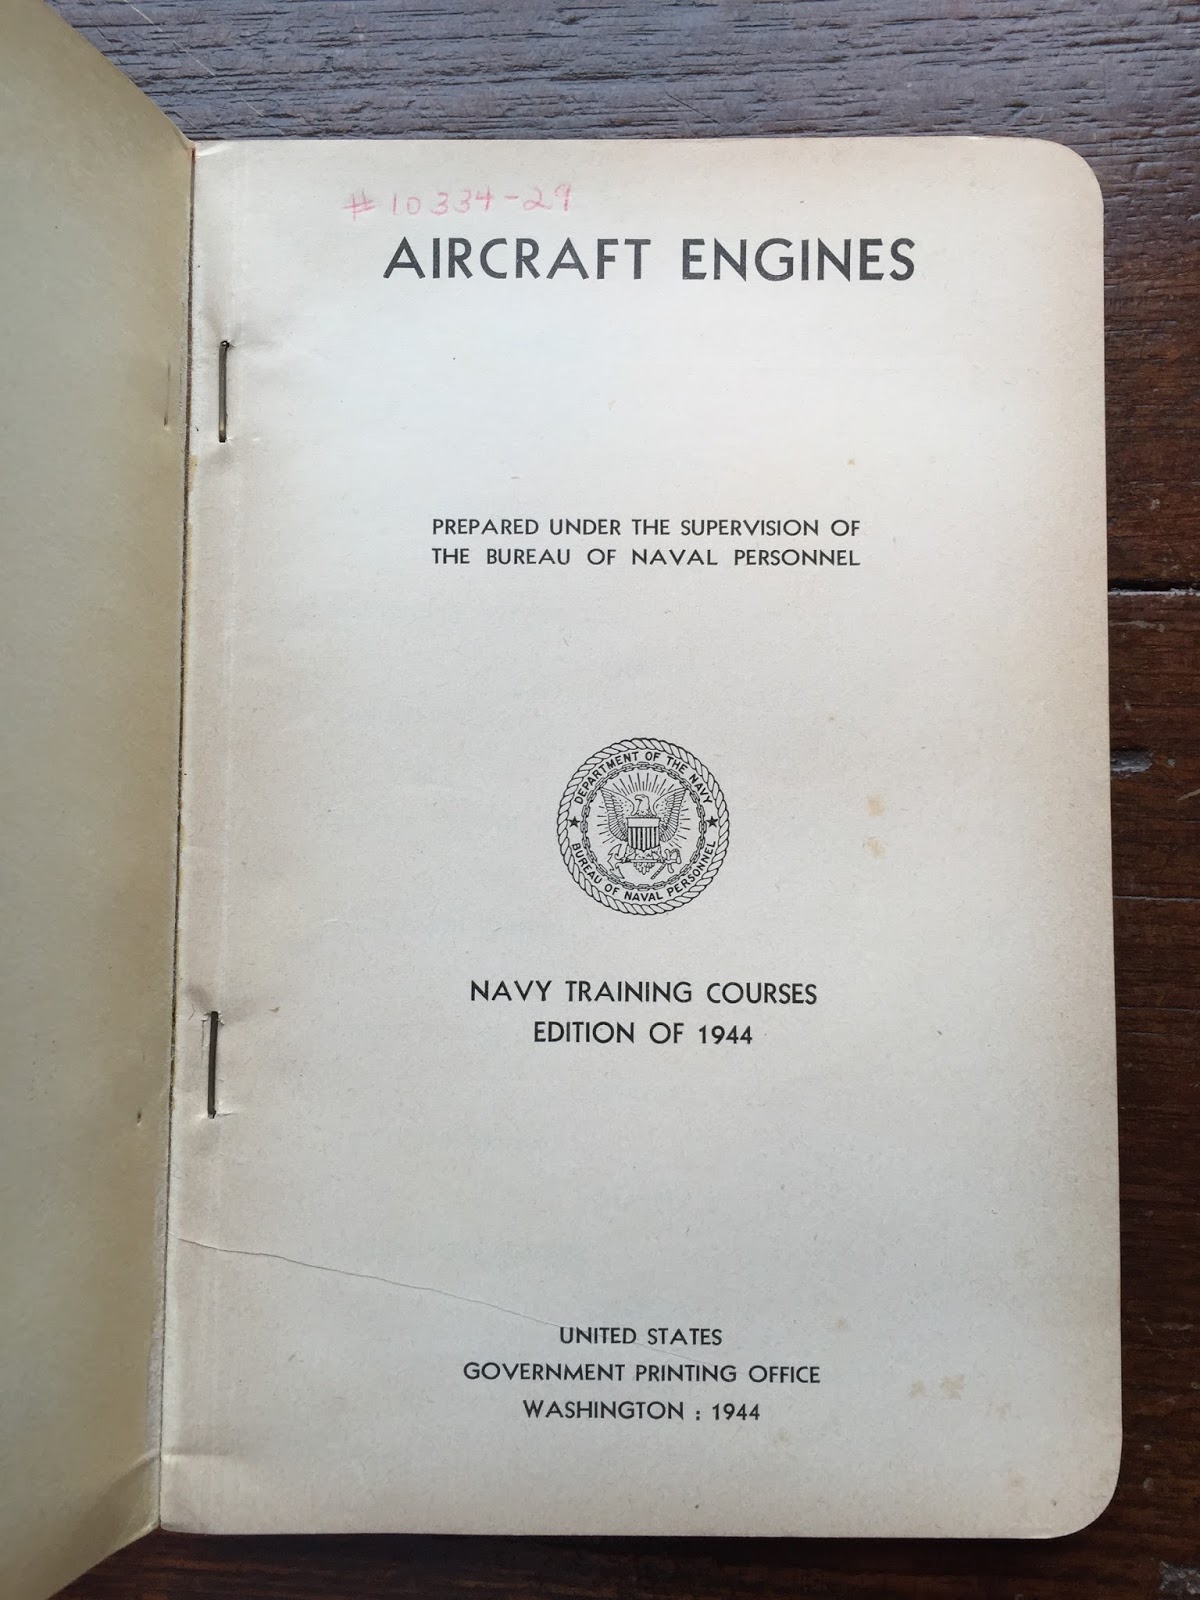 #10334-29
AIRCRAFT ENGINES
PREPARED UNDER THE SUPERVISION OF
THE BUREAU OF NAVAL PERSONNEL
DEPARTMENT OF THE NAVY
BUREAU OF NAVAL PERSONNEL
NAVY TRAINING COURSES
EDITION OF 1944
UNITED STATES
GOVERNMENT PRINTING OFFICE
WASHINGTON : 1944